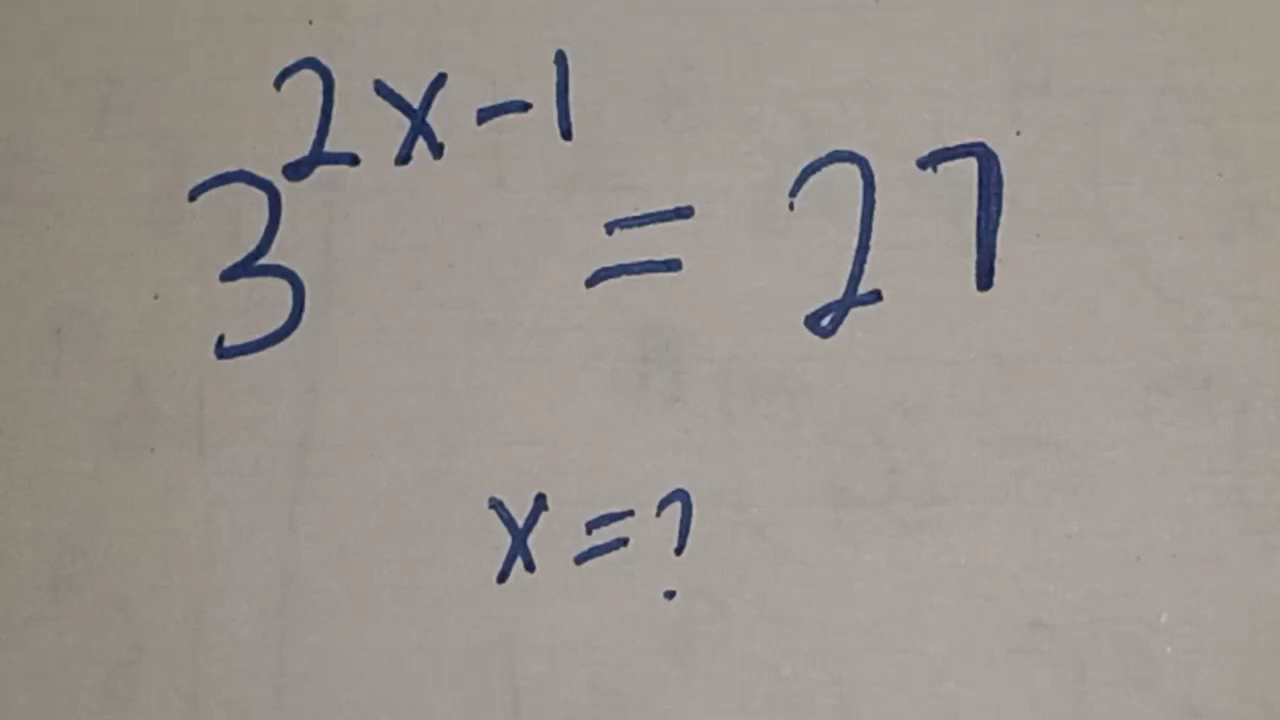 3^{2x-1} = 27
x = ?